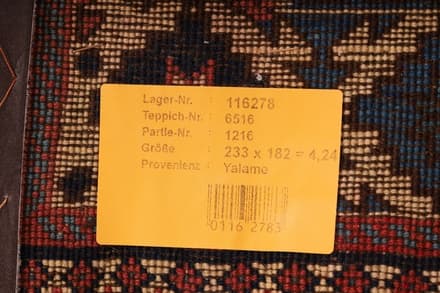 Lager-Nr. : 116278
Teppich-Nr. : 6516
Partie-Nr. : 1216
Größe : 233 x 182 = 4,24
Provenienz : Yalame
0116 2783